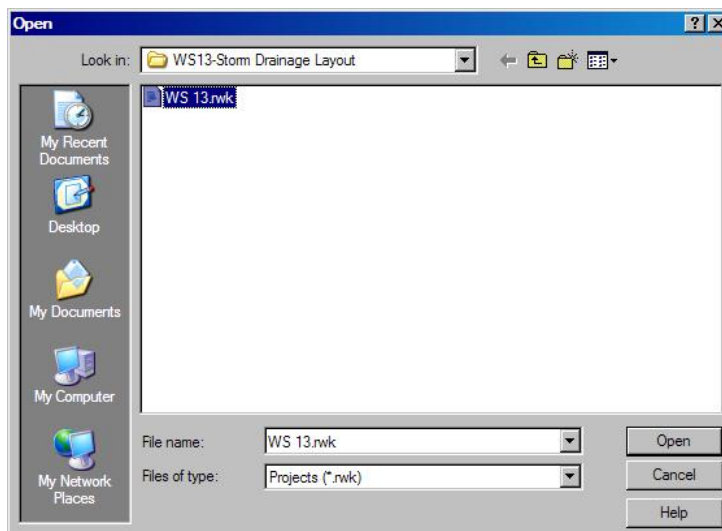 Open
Look in: WS13-Storm Drainage Layout
My Recent
Documents
Desktop
My Documents
My Computer
My Network
Places
WS 13.rwk
File name: WS 13.rwk
Files of type: Projects (*.rwk)
Open
Cancel
Help